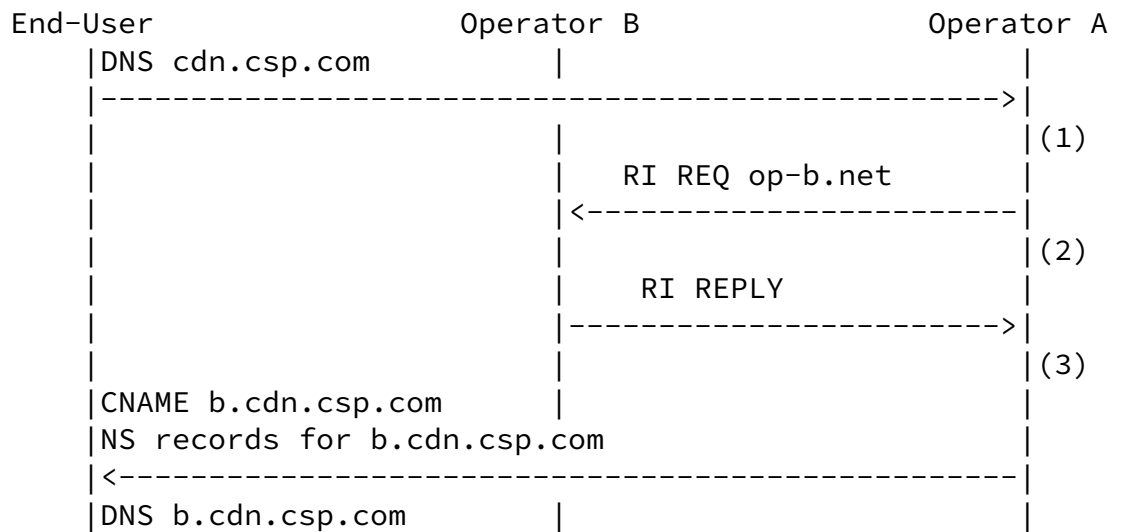 End-User                 Operator B                Operator A
    |DNS cdn.csp.com          |                         |
    |-------------------------------------------------->|
    |                         |                         |(1)
    |                         |   RI REQ op-b.net       |
    |                         |<------------------------|
    |                         |                         |(2)
    |                         |    RI REPLY             |
    |                         |------------------------>|
    |                         |                         |(3)
    |CNAME b.cdn.csp.com      |                         |
    |NS records for b.cdn.csp.com                       |
    |<--------------------------------------------------|
    |DNS b.cdn.csp.com        |                         |